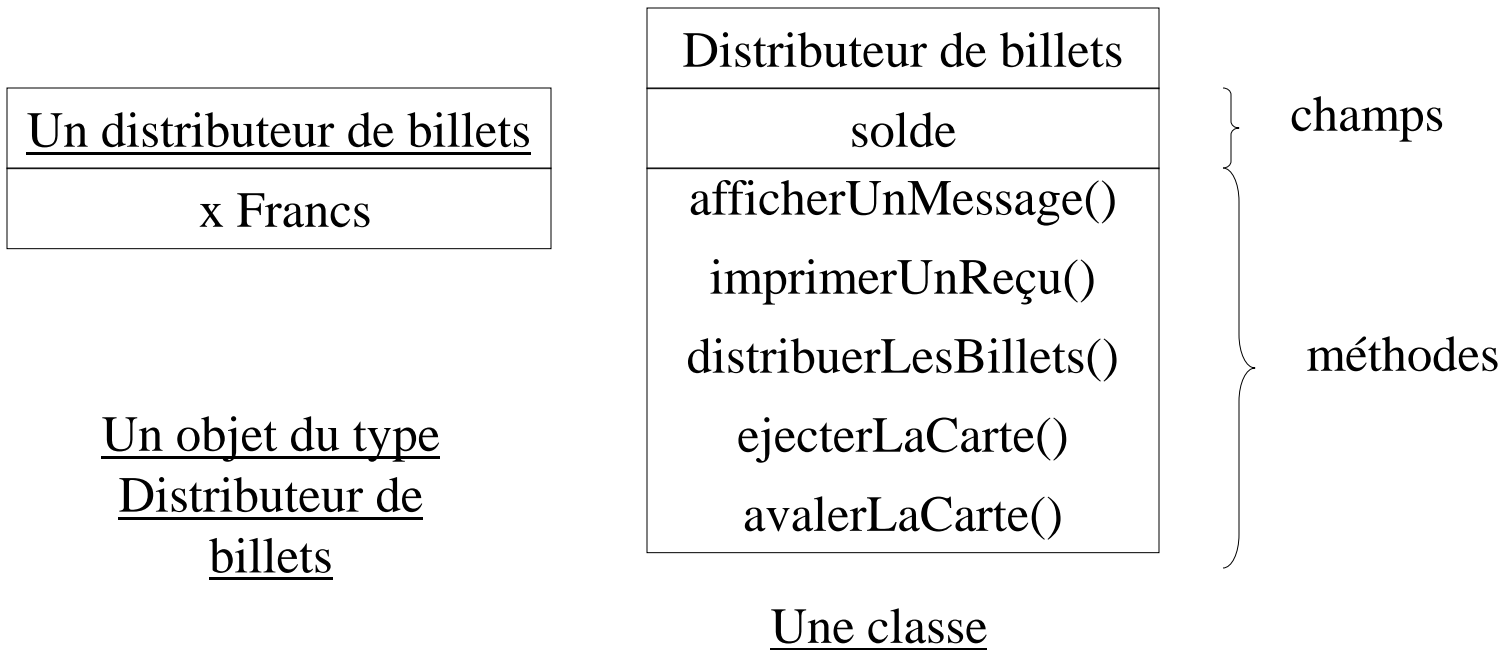 Un distributeur de billets
x Francs
Un objet du type
Distributeur de
billets
Distributeur de billets
solde
afficherUnMessage()
imprimerUnReçu()
distribuerLesBillets()
ejecterLaCarte()
avalerLaCarte()
Une classe
champs
méthodes